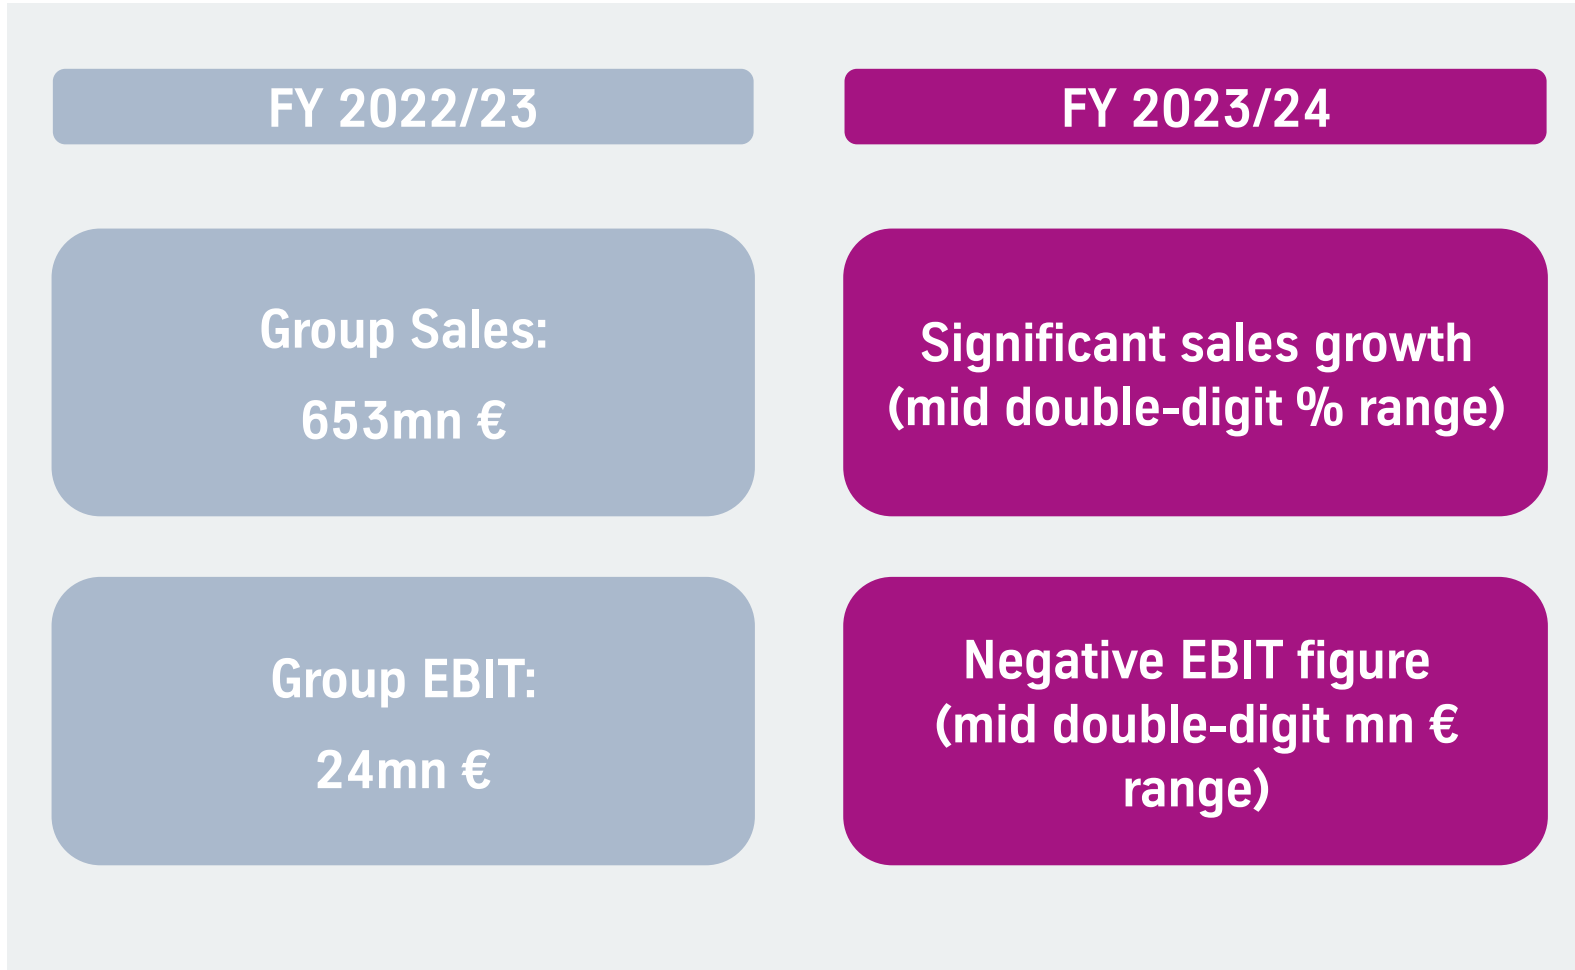 FY 2022/23
FY 2023/24
Group Sales:
653mn €
Significant sales growth
(mid double-digit % range)
Group EBIT:
24mn €
Negative EBIT figure
(mid double-digit mn €
range)